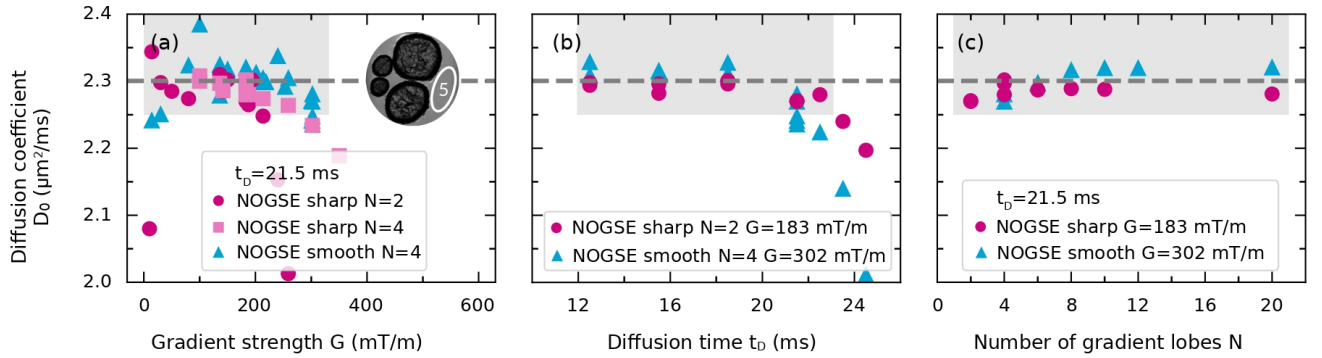 Diffusion coefficient
D₀ (μm²/ms)
2.4
2.3
2.2
2.1
2.0
(a)
5
t_D=21.5 ms
NOGSE sharp N=2
NOGSE sharp N=4
NOGSE smooth N=4
0
200
400
600
Gradient strength G (mT/m)
(b)
NOGSE sharp N=2 G=183 mT/m
NOGSE smooth N=4 G=302 mT/m
12
16
20
24
Diffusion time t_D (ms)
(c)
t_D=21.5 ms
NOGSE sharp G=183 mT/m
NOGSE smooth G=302 mT/m
0
4
8
12
16
20
Number of gradient lobes N